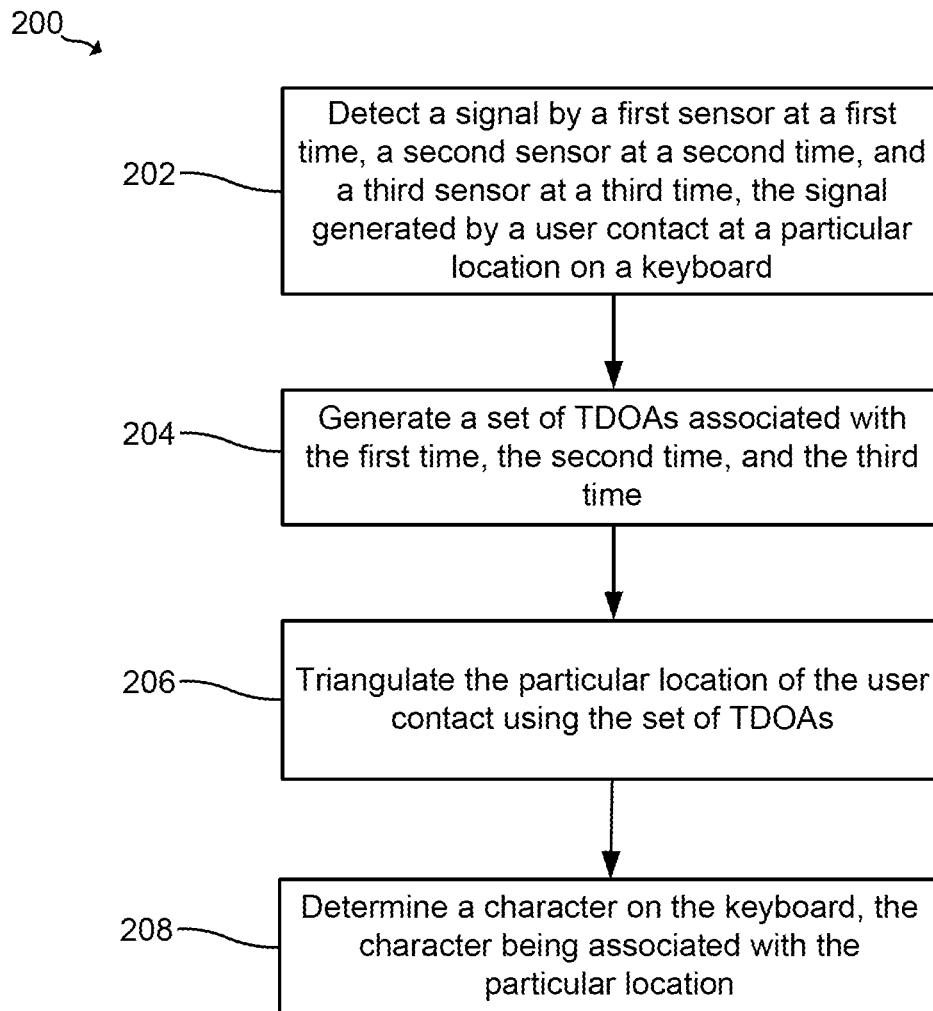 200
202
Detect a signal by a first sensor at a first
time, a second sensor at a second time, and
a third sensor at a third time, the signal
generated by a user contact at a particular
location on a keyboard
204
Generate a set of TDOAs associated with
the first time, the second time, and the third
time
206
Triangulate the particular location of the user
contact using the set of TDOAs
208
Determine a character on the keyboard, the
character being associated with the
particular location